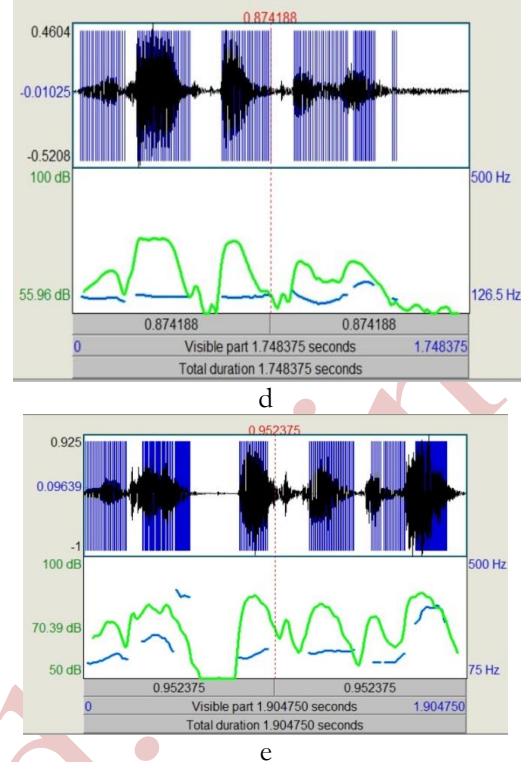 0.874188
0.4604
-0.01025
-0.5208
100 dB 500 Hz
55.96 dB 126.5 Hz
0.874188 0.874188
0 Visible part 1.748375 seconds 1.748375
Total duration 1.748375 seconds
d
0.952375
0.925
0.09639
-1
100 dB 500 Hz
70.39 dB
50 dB 75 Hz
0.952375 0.952375
0 Visible part 1.904750 seconds 1.904750
Total duration 1.904750 seconds
e